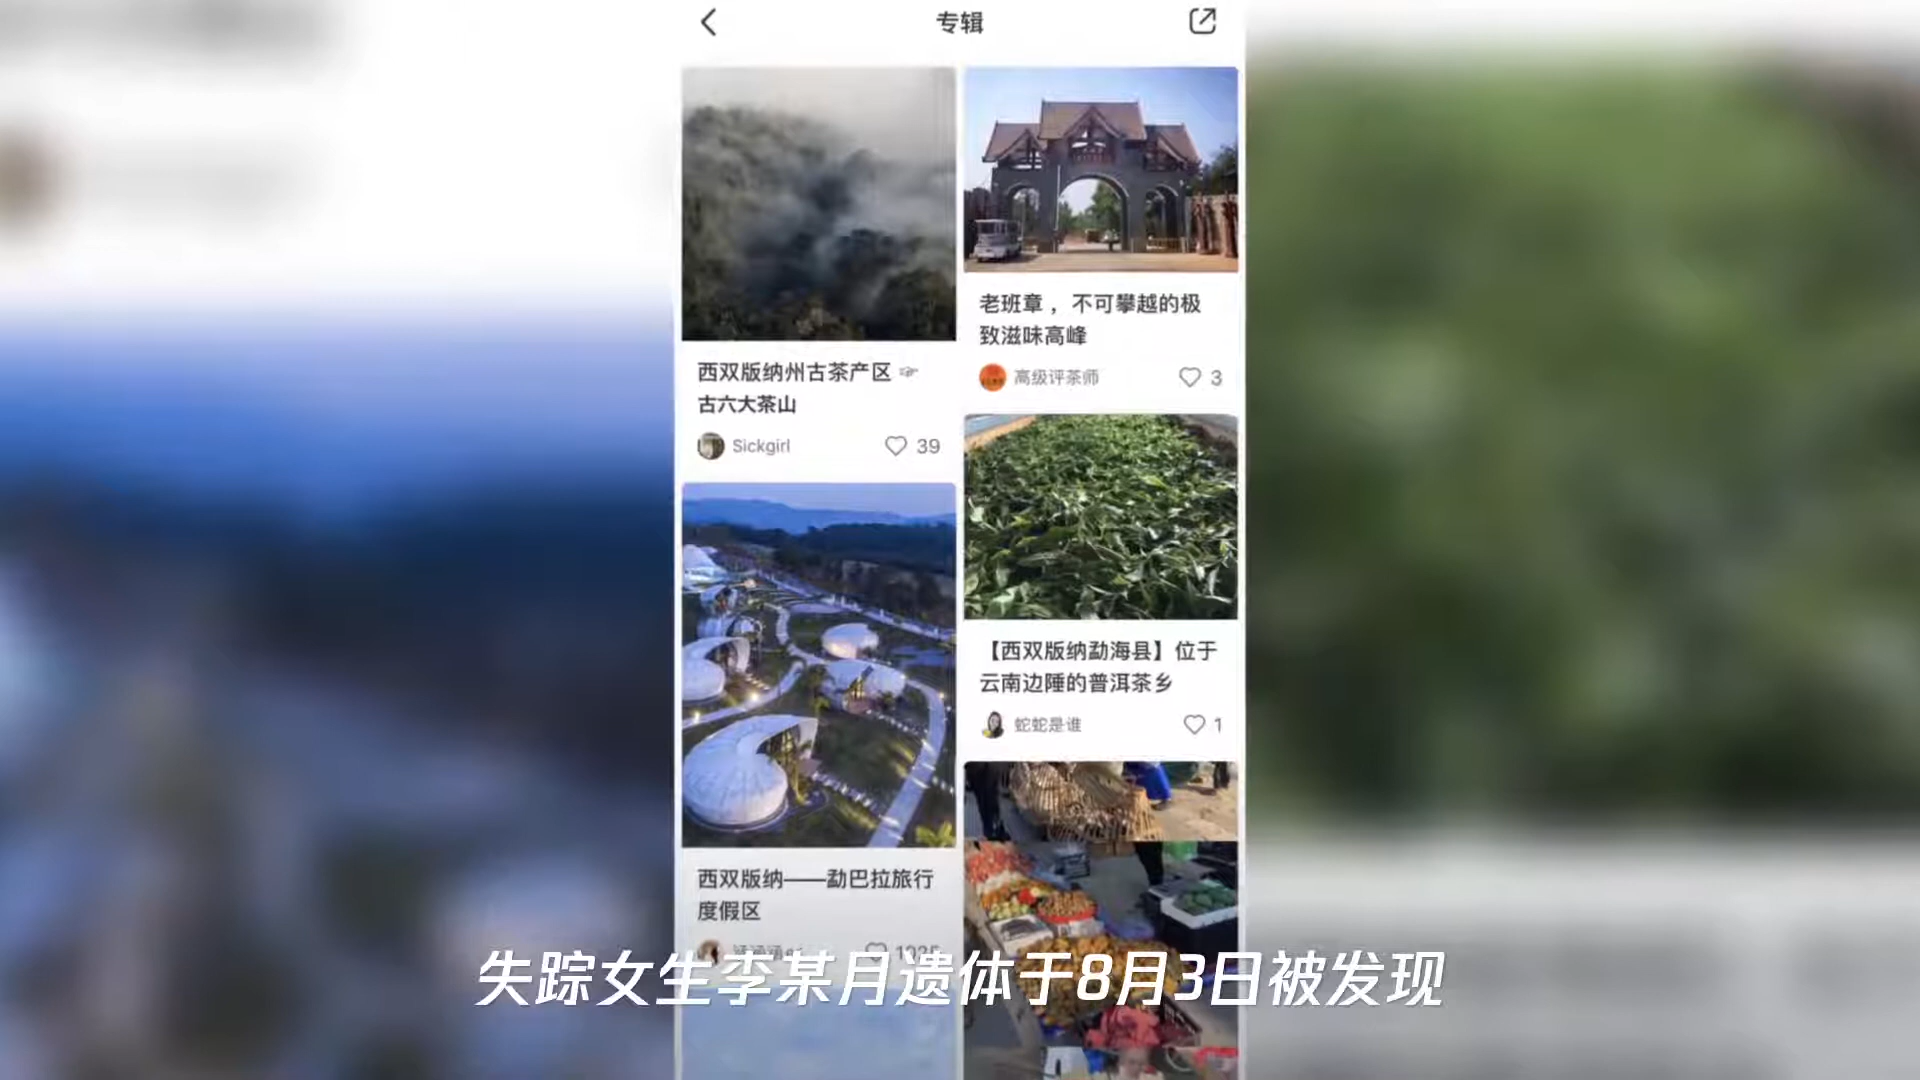 专辑
西双版纳州古茶产区 ☞
古六大茶山
Sickgirl
39
老班章，不可攀越的极
致滋味高峰
高级评茶师
3
【西双版纳勐海县】位于
云南边陲的普洱茶乡
蛇蛇是谁
1
西双版纳——勐巴拉旅行
度假区
失踪女生李某月遗体于8月3日被发现